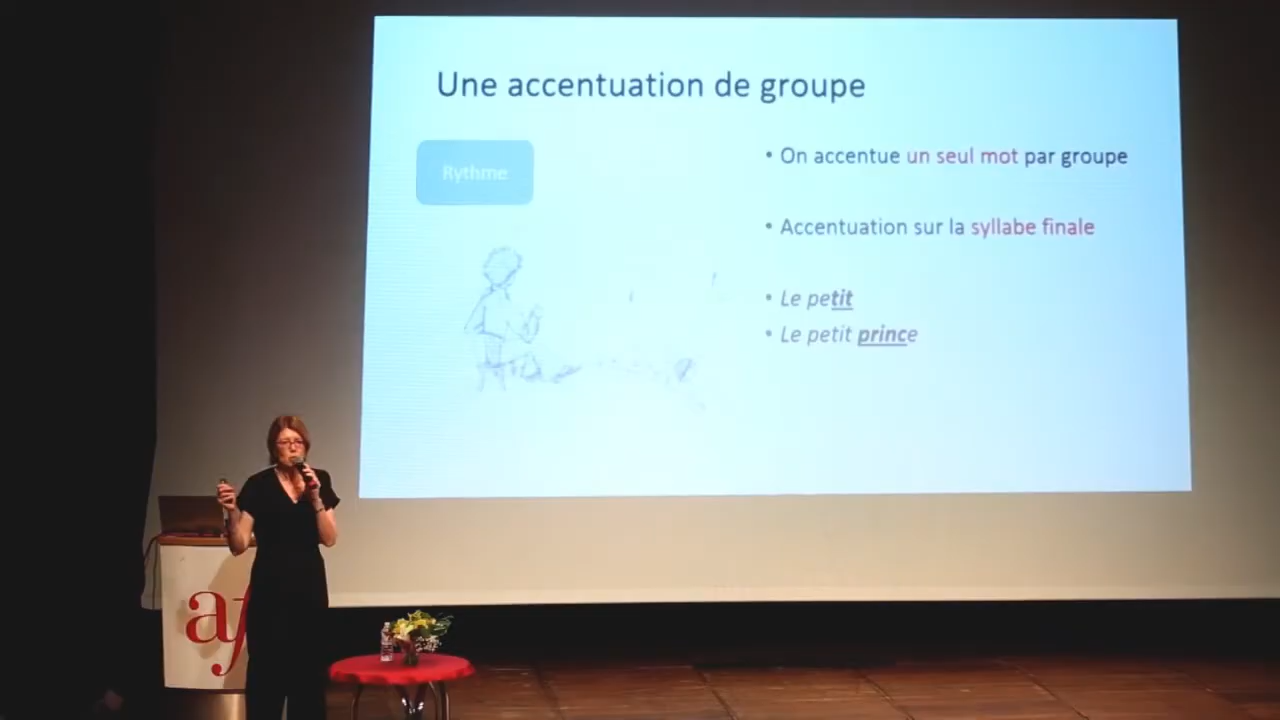 Une accentuation de groupe
Rythme
• On accentue un seul mot par groupe
• Accentuation sur la syllabe finale
• Le petit
• Le petit prince
af